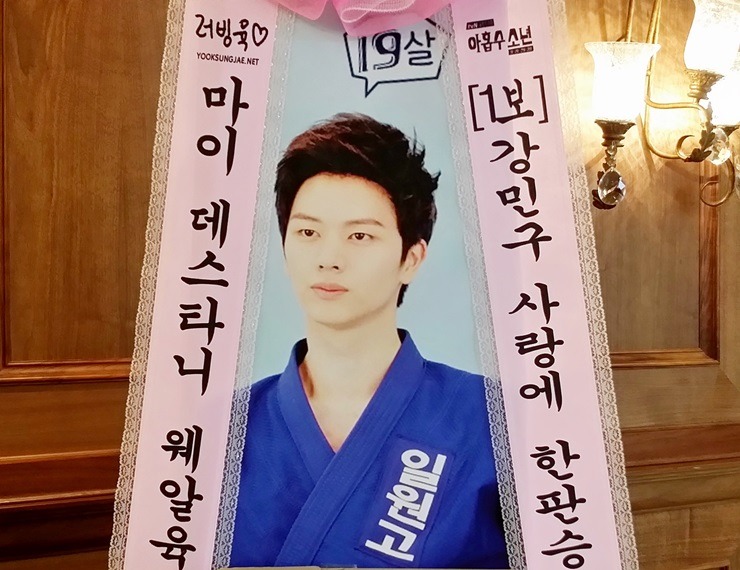 러빙육♡
YOOKSUNGJAE.NET
마이 데스티니 웨알육
19살
일원고
아홉수 소년
[1보] 강민구 사랑에 한판승